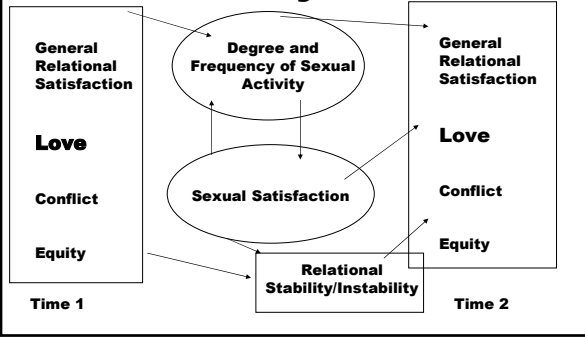 General
Relational
Satisfaction
Love
Conflict
Equity
Time 1
Degree and
Frequency of Sexual
Activity
Sexual Satisfaction
Relational
Stability/Instability
General
Relational
Satisfaction
Love
Conflict
Equity
Time 2